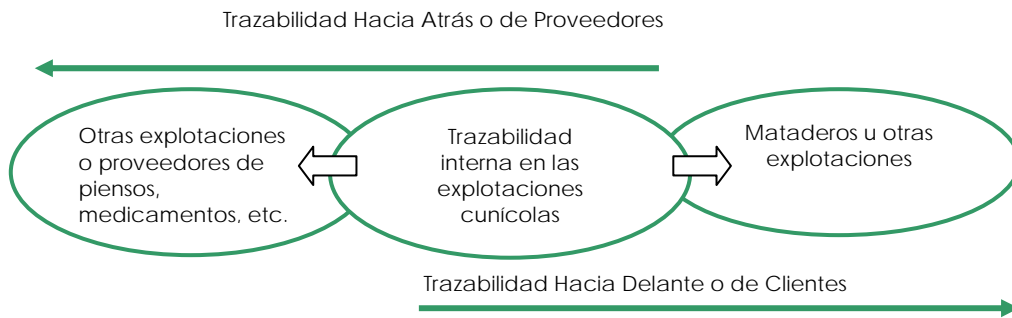 Trazabilidad Hacia Atrás o de Proveedores
Otras explotaciones
o proveedores de
piensos,
medicamentos, etc.
Trazabilidad
interna en las
explotaciones
cunícolas
Mataderos u otras
explotaciones
Trazabilidad Hacia Delante o de Clientes